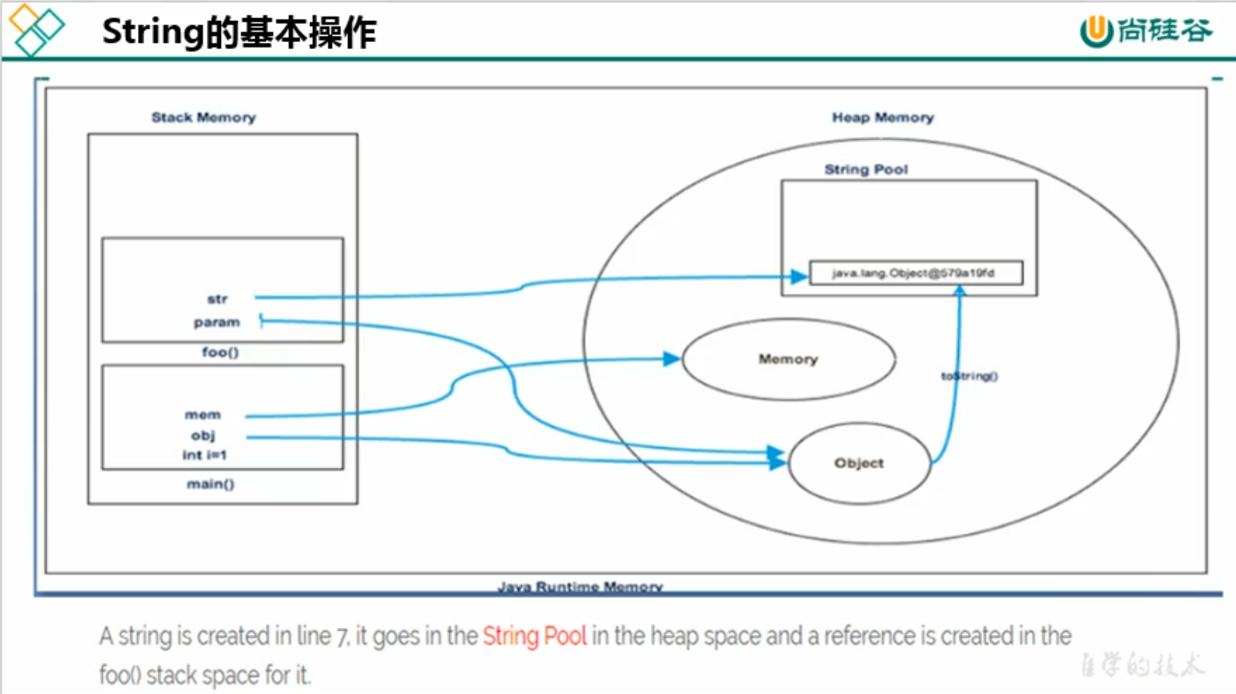 String的基本操作
尚硅谷
Stack Memory
Heap Memory
String Pool
java.lang.Object@579a19fd
str
param
foo()
Memory
toString()
mem
obj
int i=1
main()
Object
Java Runtime Memory
A string is created in line 7, it goes in the String Pool in the heap space and a reference is created in the
foo() stack space for it.
自学的技术